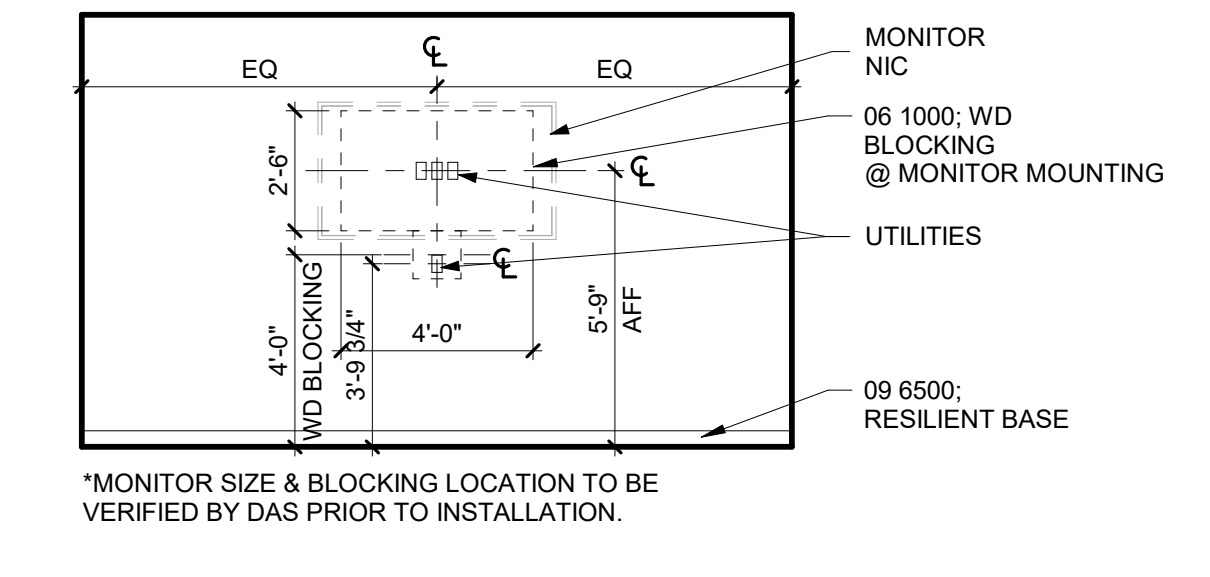 MONITOR
NIC
EQ
EQ
06 1000; WD
BLOCKING
@ MONITOR MOUNTING
2'-6"
UTILITIES
4'-0"
WD BLOCKING
3'-9 3/4"
4'-0"
5'-9"
AFF
09 6500;
RESILIENT BASE
*MONITOR SIZE & BLOCKING LOCATION TO BE
VERIFIED BY DAS PRIOR TO INSTALLATION.